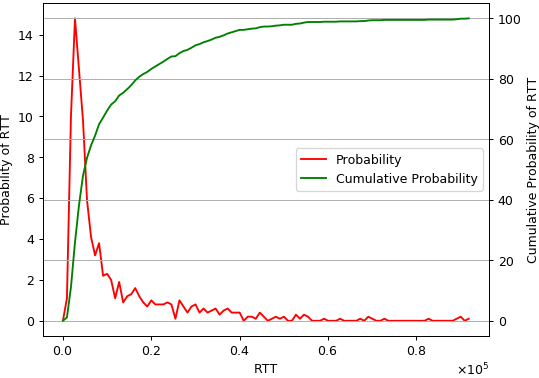 14
12
10
8
6
4
2
0
Probability of RTT
100
80
60
40
20
0
Cumulative Probability of RTT
Probability
Cumulative Probability
0.0 0.2 0.4 0.6 0.8
RTT
×10⁵